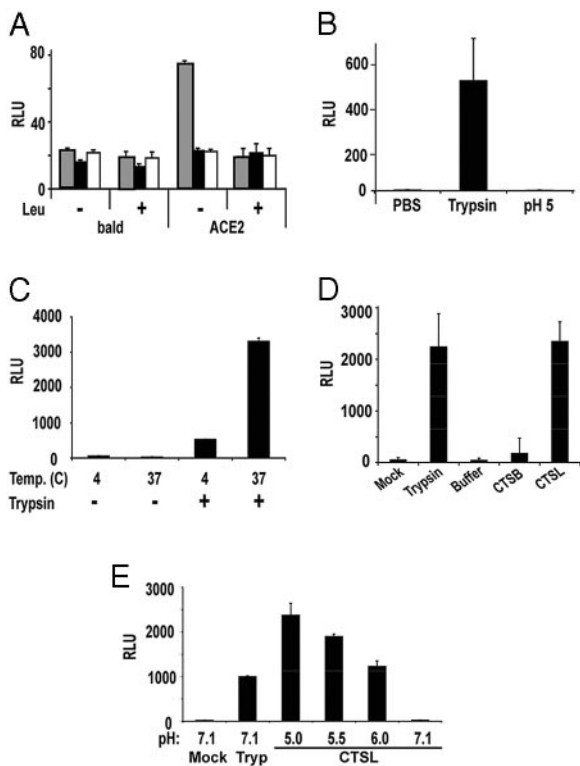 A
80
60
40
20
0
RLU
Leu - + - +
bald ACE2
B
600
400
200
0
RLU
PBS Trypsin pH 5
C
4000
3000
2000
1000
0
RLU
Temp. (C) 4 37 4 37
Trypsin - - + +
D
3000
2000
1000
0
RLU
Mock Trypsin Buffer CTSB CTSL
E
3000
2000
1000
0
RLU
pH: 7.1 7.1 5.0 5.5 6.0 7.1
Mock Tryp CTSL